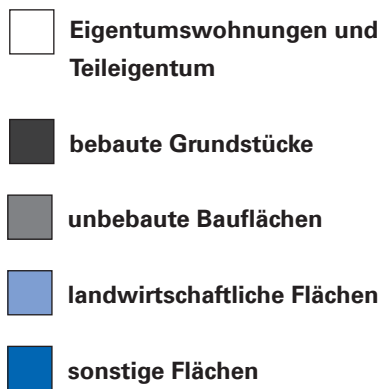 Eigentumswohnungen und
Teileigentum
bebaute Grundstücke
unbebaute Bauflächen
landwirtschaftliche Flächen
sonstige Flächen